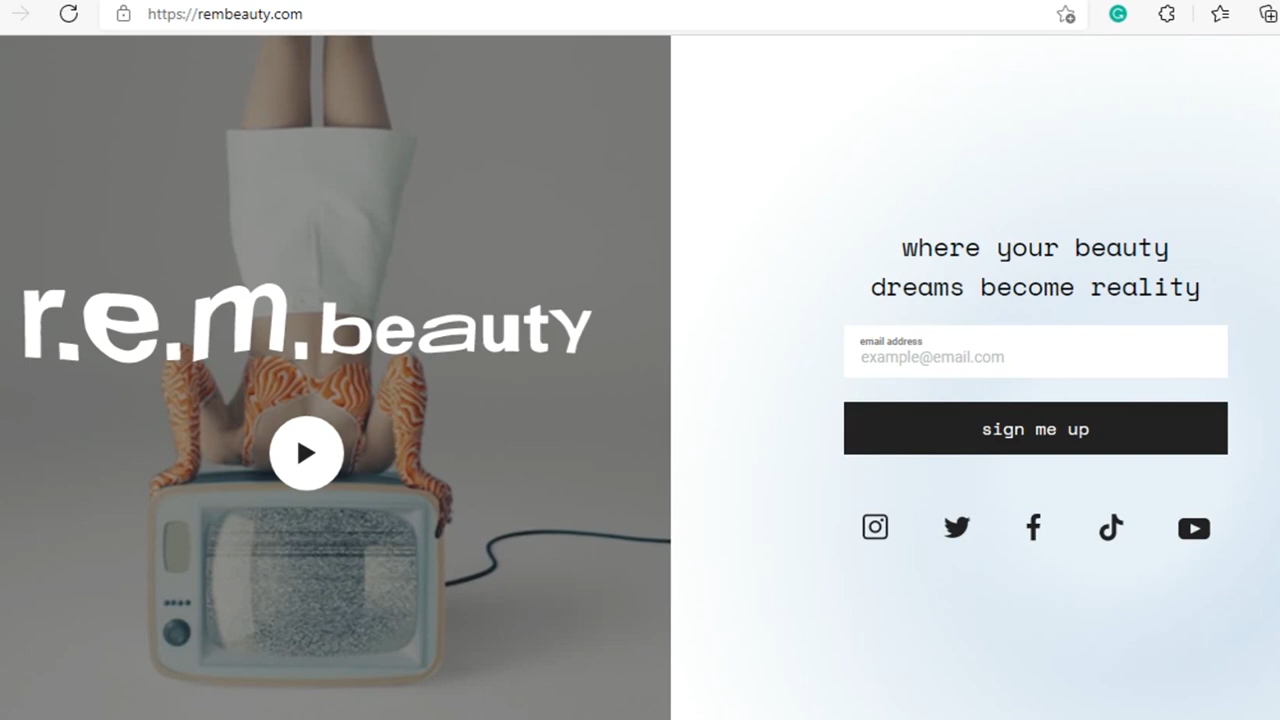 https://rembeauty.com
r.e.m.beauty
where your beauty
dreams become reality
email address
example@email.com
sign me up